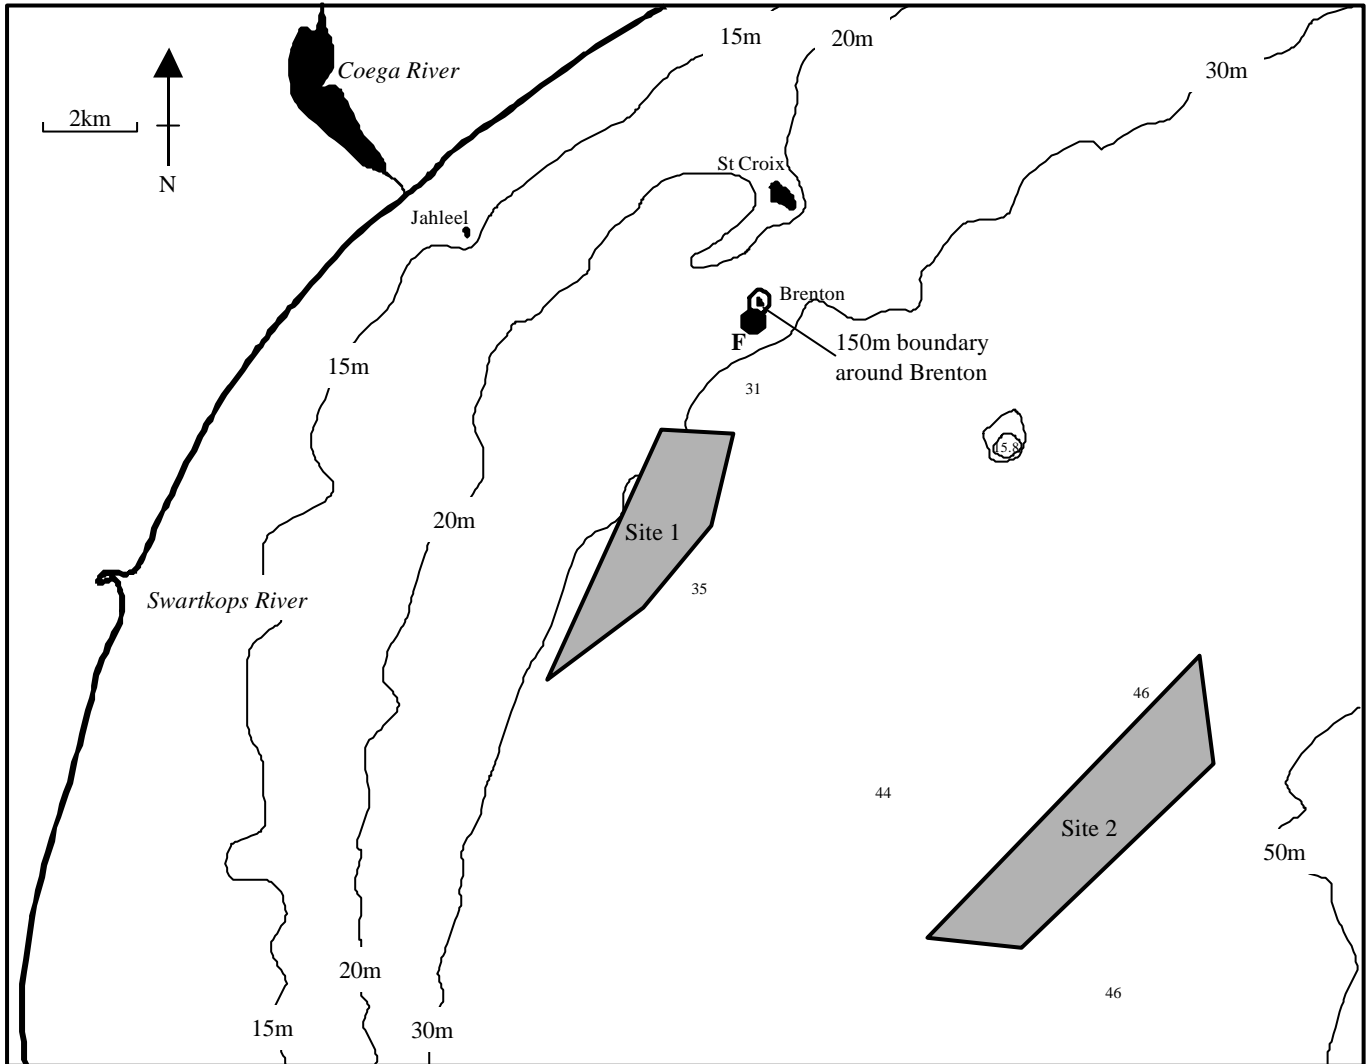 15m
20m
30m
Coega River
2km
N
St Croix
Jahleel
Brenton
F
150m boundary
around Brenton
15m
31
15.8
20m
Site 1
35
Swartkops River
46
44
Site 2
50m
20m
46
15m
30m